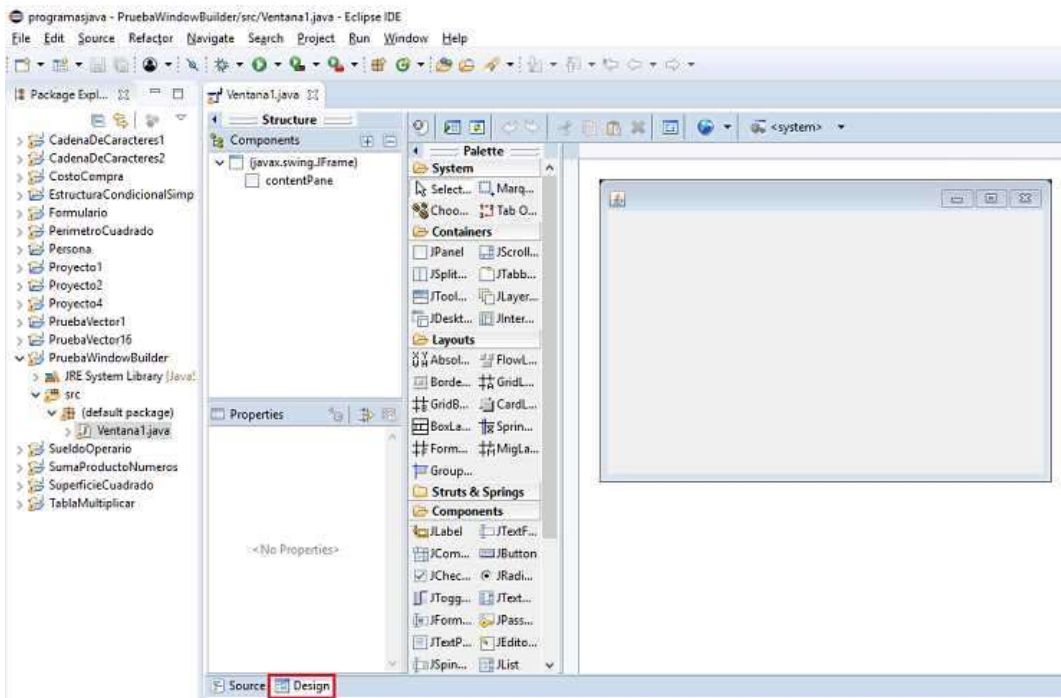 programasjava - PruebaWindowBuilder/src/Ventana1.java - Eclipse IDE
File Edit Source Refactor Navigate Search Project Run Window Help
Package Expl...
CadenaDeCaracteres1
CadenaDeCaracteres2
CostoCompra
EstructuraCondicionalSimp
Formulario
PerimetroCuadrado
Persona
Proyecto1
Proyecto2
Proyecto4
PruebaVector1
PruebaVector16
PruebaWindowBuilder
JRE System Library [Java!
src
(default package)
Ventana1.java
SueldoOperario
SumaProductoNumeros
SuperficieCuadrado
TablaMultiplicar
Ventana1.java
Structure
Components
(javax.swing.JFrame)
contentPane
Properties
<No Properties>
<system>
Palette
System
Select... Marq...
Choo... Tab O...
Containers
JPanel JScroll...
JSplit... JTabb...
JTool... JLayer...
JDeskt... JInter...
Layouts
Absol... FlowL...
Borde... GridL...
GridB... CardL...
BoxLa... Sprin...
Form... MigLa...
Group...
Struts & Springs
Components
JLabel JTextF...
JCom... JButton
JChec... JRadi...
JTogg... JText...
JForm... JPass...
JTextP... JEdito...
JSpin... JList
Source Design